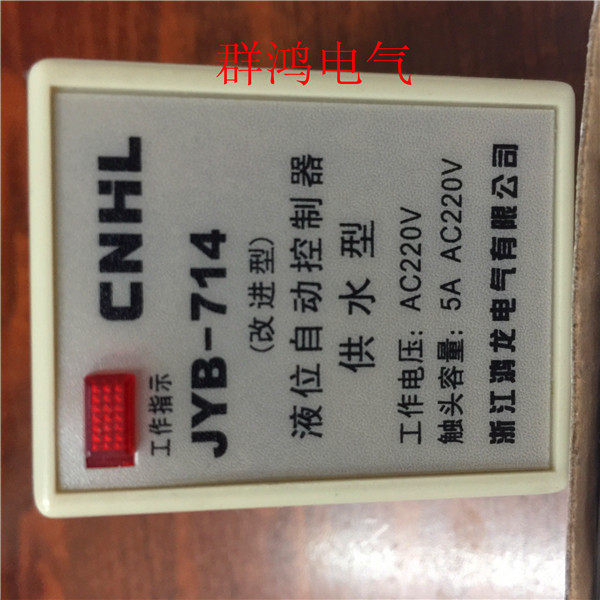 群鸿电气
CNHL
工作指示
JYB-714
(改进型)
液位自动控制器
供水型
工作电压: AC220V
触头容量: 5A AC220V
浙江鸿龙电气有限公司